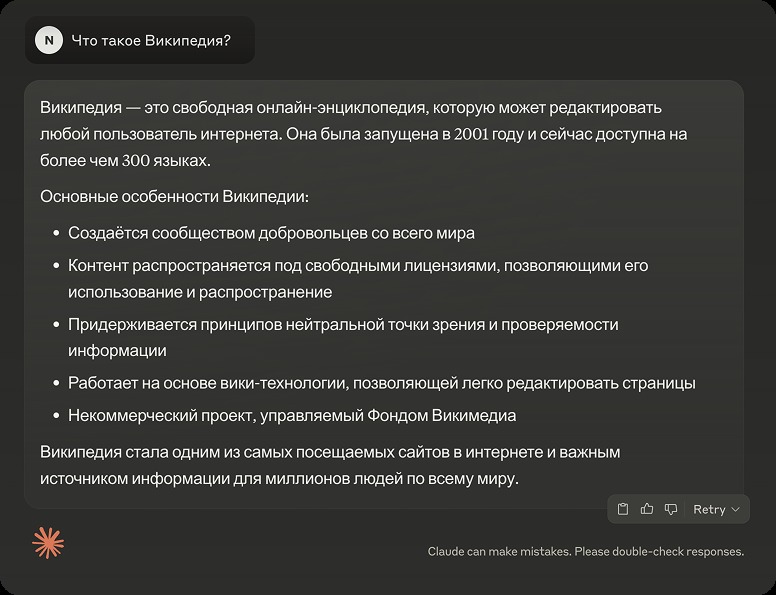 N Что такое Википедия?
Википедия — это свободная онлайн-энциклопедия, которую может редактировать
любой пользователь интернета. Она была запущена в 2001 году и сейчас доступна на
более чем 300 языках.
Основные особенности Википедии:
• Создаётся сообществом добровольцев со всего мира
• Контент распространяется под свободными лицензиями, позволяющими его
использование и распространение
• Придерживается принципов нейтральной точки зрения и проверяемости
информации
• Работает на основе вики-технологии, позволяющей легко редактировать страницы
• Некоммерческий проект, управляемый Фондом Викимедиа
Википедия стала одним из самых посещаемых сайтов в интернете и важным
источником информации для миллионов людей по всему миру.
Retry
Claude can make mistakes. Please double-check responses.